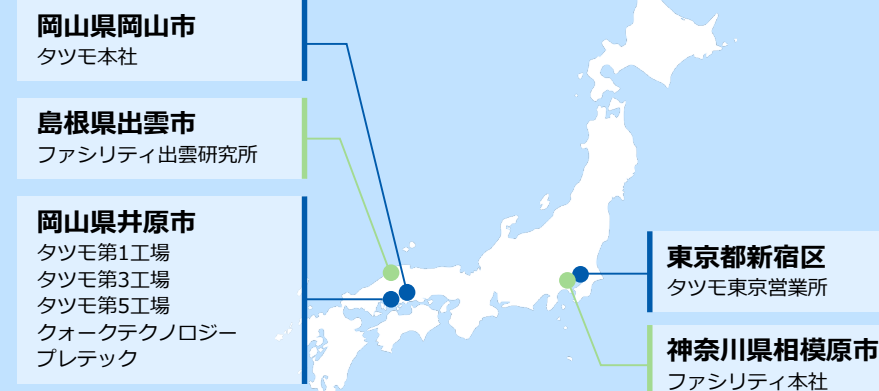 岡山県岡山市
タツモ本社
島根県出雲市
ファシリティ出雲研究所
岡山県井原市
タツモ第1工場
タツモ第3工場
タツモ第5工場
クォークテクノロジー
プレテック
東京都新宿区
タツモ東京営業所
神奈川県相模原市
ファシリティ本社